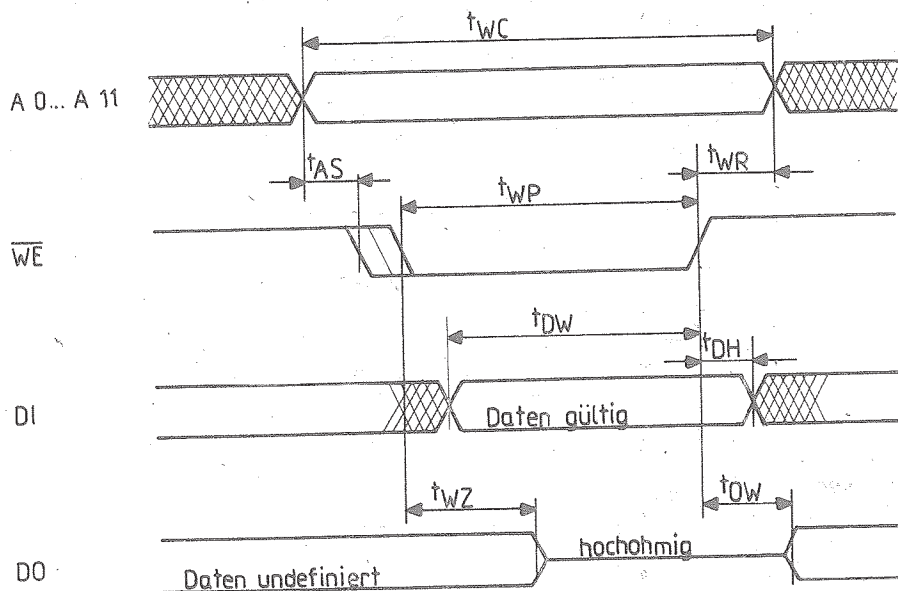 tWC
A 0... A 11
tAS
tWR
tWP
WE
tDW
tDH
DI
Daten gültig
tWZ
tOW
DO
Daten undefiniert
hochohmig